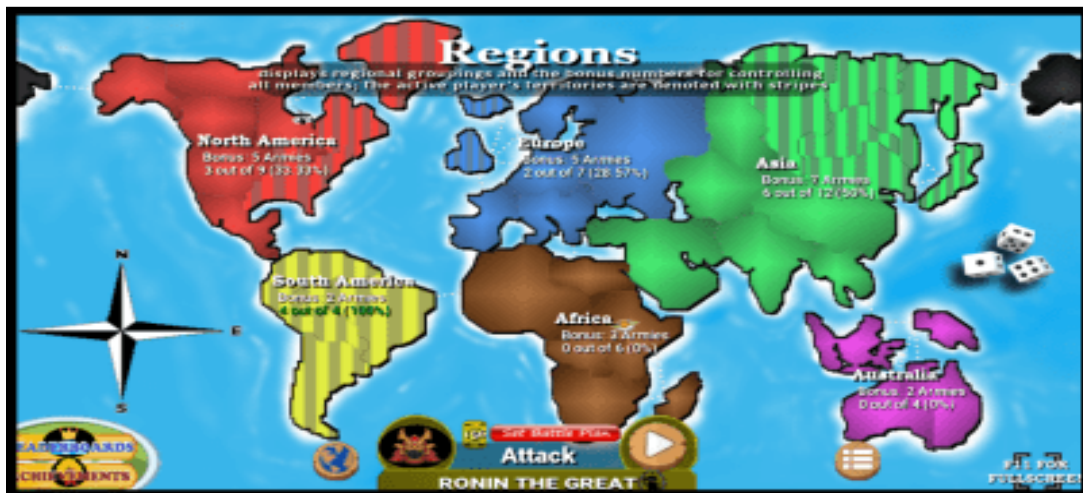 Regions
displays regional groupings and the bonus numbers for controlling
all members; the active player's territories are denoted with stripes
North America
Bonus: 5 Armies
3 out of 9 (33.33%)
Europe
Bonus: 5 Armies
2 out of 7 (28.57%)
Asia
Bonus: 7 Armies
6 out of 12 (50%)
South America
Bonus: 2 Armies
4 out of 4 (100%)
Africa
Bonus: 3 Armies
0 out of 6 (0%)
Australia
Bonus: 2 Armies
0 out of 4 (0%)
N
E
S
EADERBOARDS
CHIEVEMENTS
Set Battle Plan
Attack
RONIN THE GREAT
F11 FOR
FULLSCREE